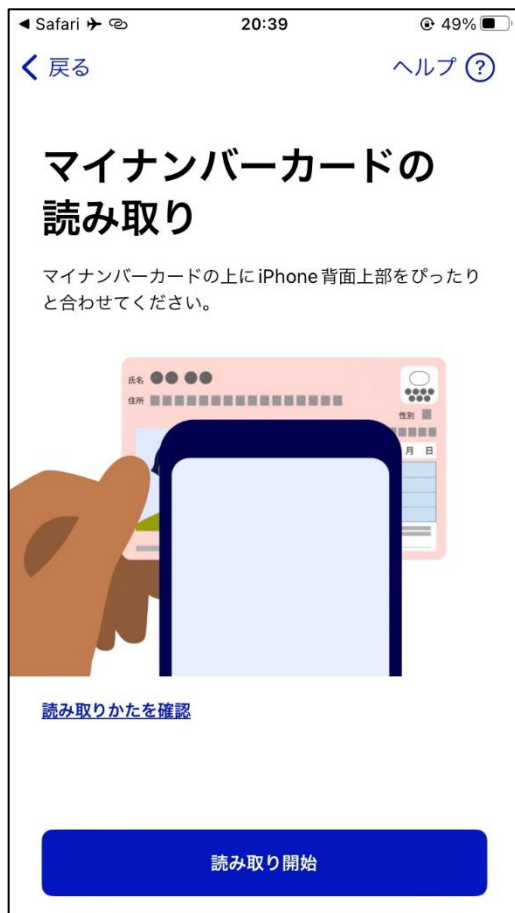 ◀ Safari
20:39
49%
戻る
ヘルプ ?
マイナンバーカードの
読み取り
マイナンバーカードの上にiPhone背面上部をぴったり
と合わせてください。
氏名
住所
性別
月 日
読み取りかたを確認
読み取り開始